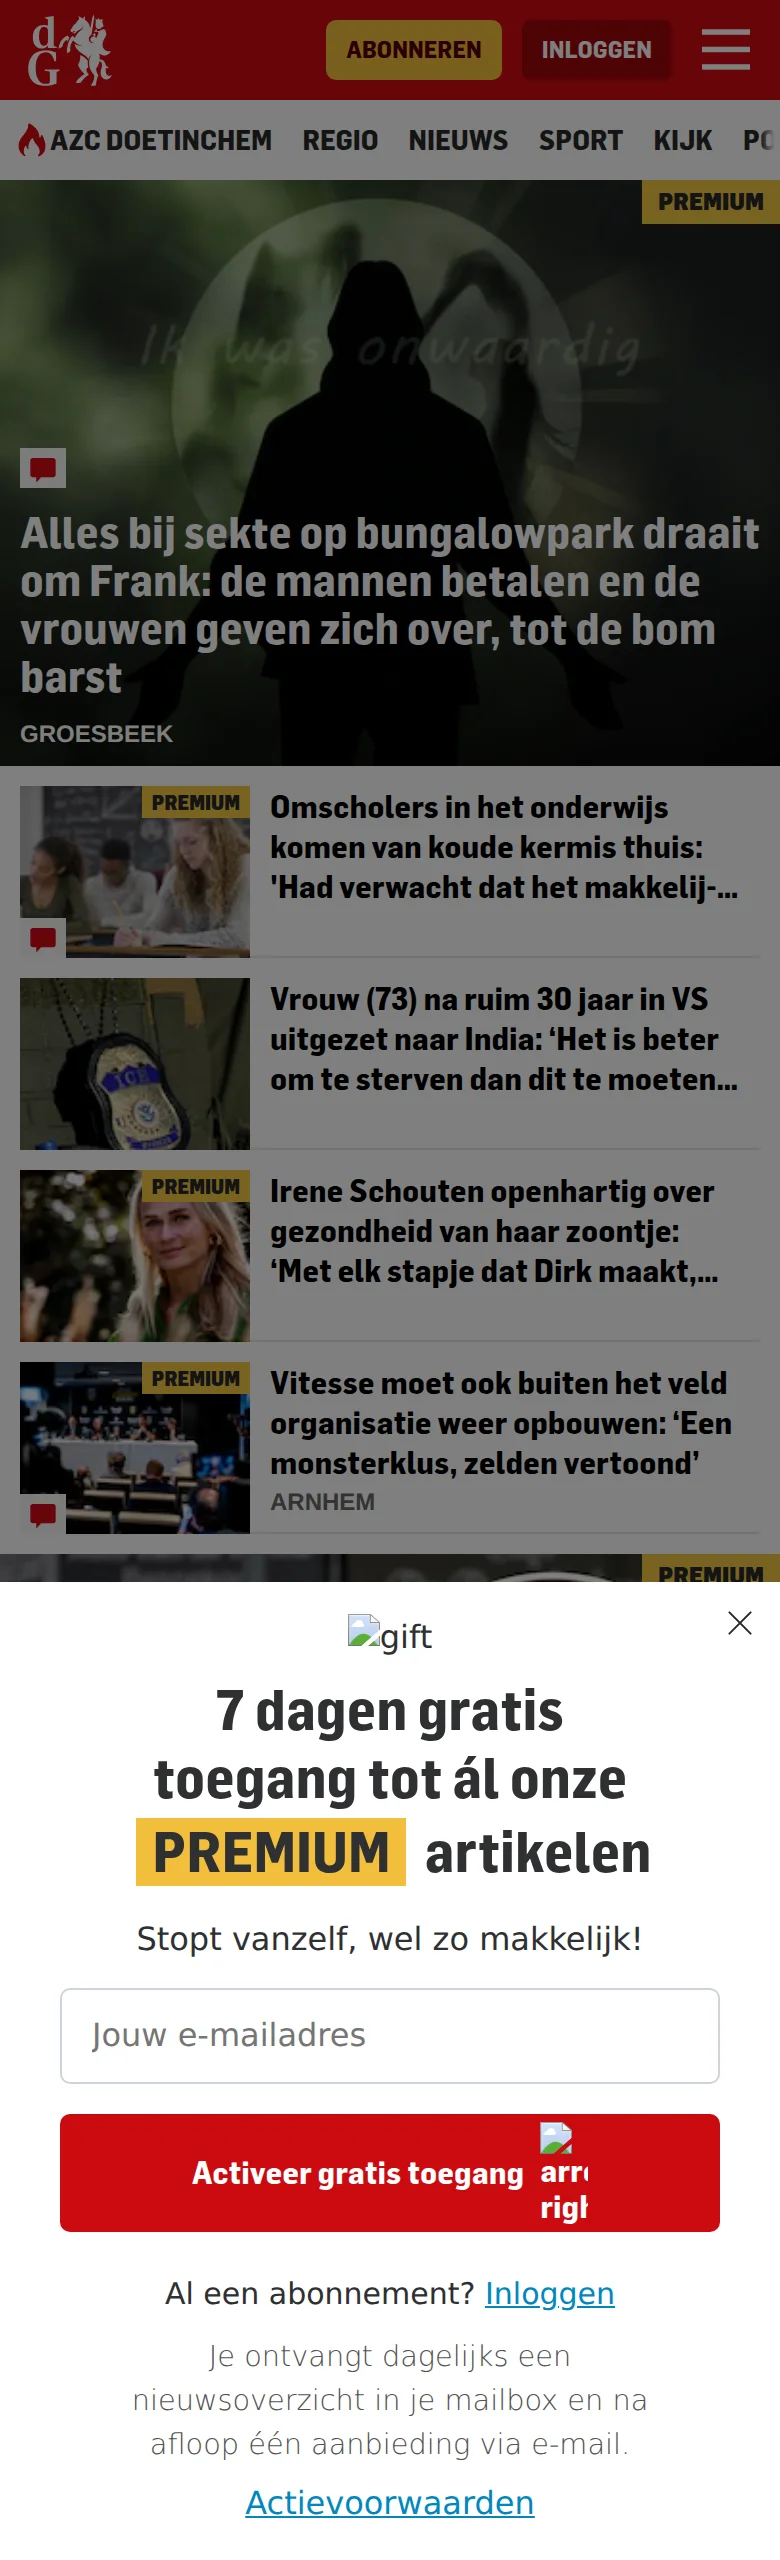 dG
ABONNEREN
INLOGGEN
AZC DOETINCHEM REGIO NIEUWS SPORT KIJK
PREMIUM
Ik was onwaardig
Alles bij sekte op bungalowpark draait
om Frank: de mannen betalen en de
vrouwen geven zich over, tot de bom
barst
GROESBEEK
PREMIUM
Omscholers in het onderwijs
komen van koude kermis thuis:
'Had verwacht dat het makkelij-...
ICE
Vrouw (73) na ruim 30 jaar in VS
uitgezet naar India: ‘Het is beter
om te sterven dan dit te moeten...
PREMIUM
Irene Schouten openhartig over
gezondheid van haar zoontje:
‘Met elk stapje dat Dirk maakt,...
PREMIUM
Vitesse moet ook buiten het veld
organisatie weer opbouwen: ‘Een
monsterklus, zelden vertoond’
ARNHEM
PREMIUM
gift
7 dagen gratis
toegang tot ál onze
PREMIUM artikelen
Stopt vanzelf, wel zo makkelijk!
Jouw e-mailadres
Activeer gratis toegang
Al een abonnement? Inloggen
Je ontvangt dagelijks een
nieuwsoverzicht in je mailbox en na
afloop één aanbieding via e-mail.
Actievoorwaarden